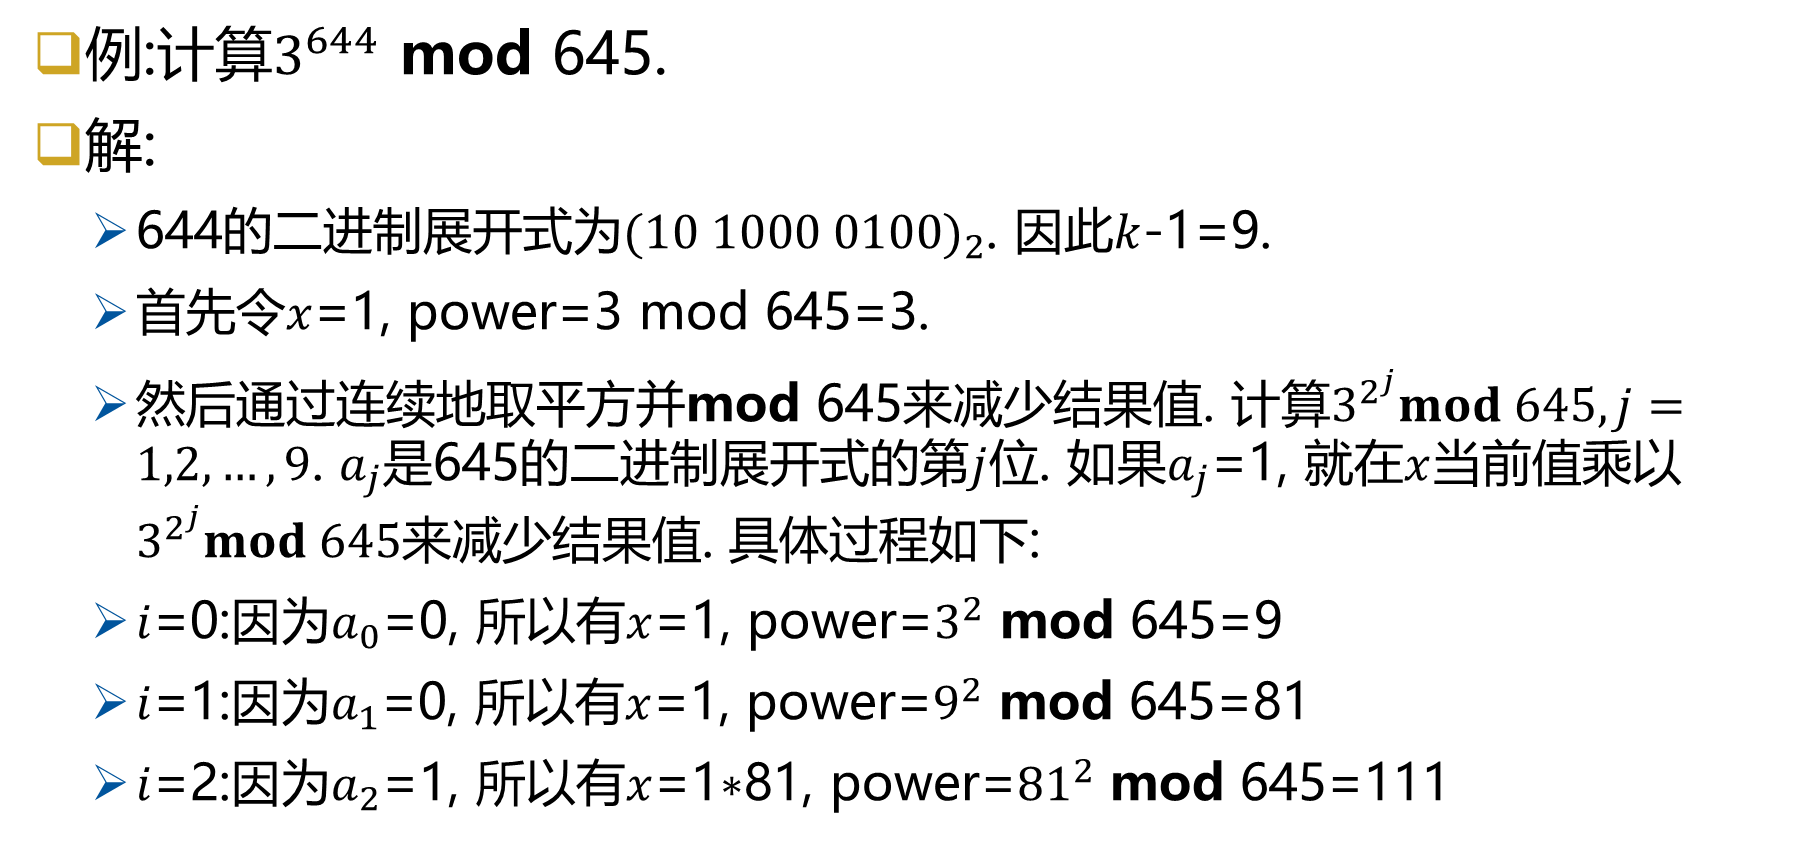 例:计算3⁶⁴⁴ mod 645.
解:
644的二进制展开式为(10 1000 0100)₂. 因此k-1=9.
首先令x=1, power=3 mod 645=3.
然后通过连续地取平方并mod 645来减少结果值. 计算3^{2^j} mod 645, j =
1,2, … , 9. a_j是645的二进制展开式的第j位. 如果a_j=1, 就在x当前值乘以
3^{2^j} mod 645来减少结果值. 具体过程如下:
i=0:因为a₀=0, 所以有x=1, power=3² mod 645=9
i=1:因为a₁=0, 所以有x=1, power=9² mod 645=81
i=2:因为a₂=1, 所以有x=1*81, power=81² mod 645=111